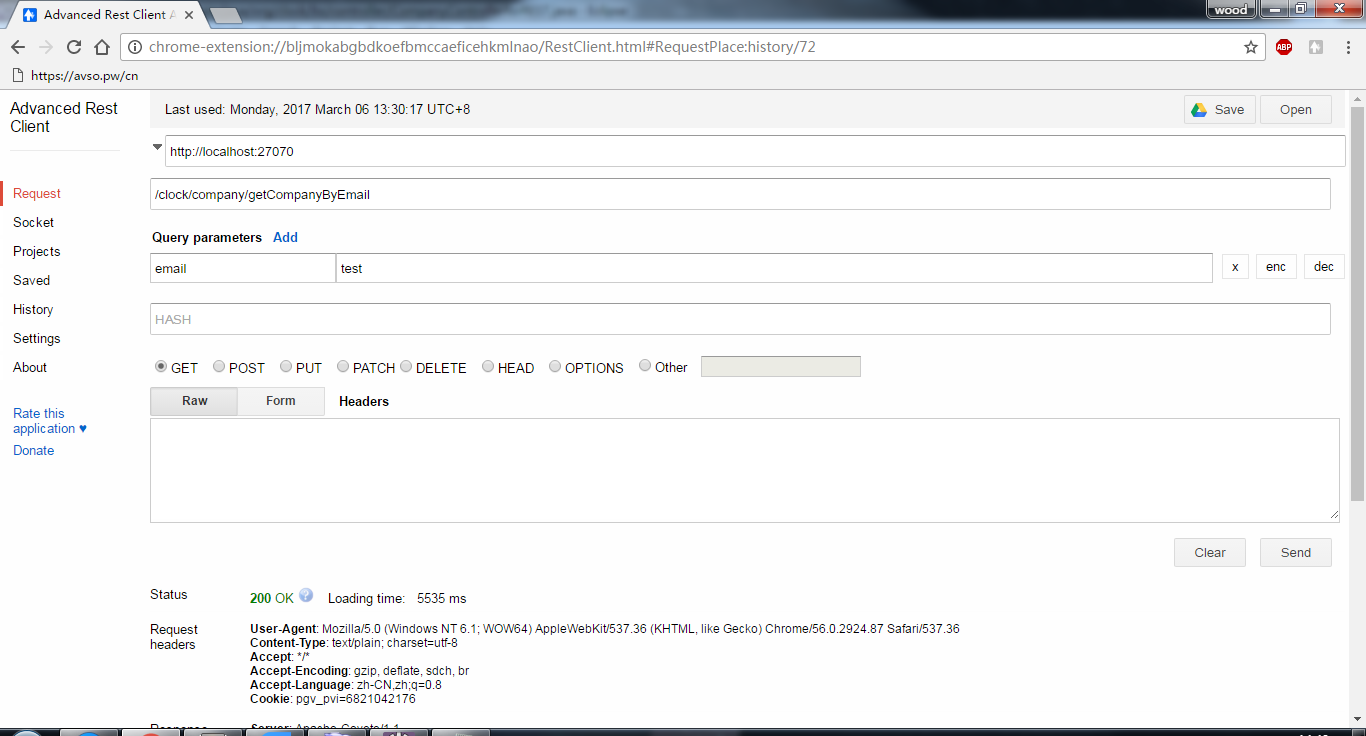 wood
Advanced Rest Client A
chrome-extension://bljmokabgbdkoefbmccaeficehkmlnao/RestClient.html#RequestPlace:history/72
ABP
https://avso.pw/cn
Advanced Rest
Client
Last used: Monday, 2017 March 06 13:30:17 UTC+8
Save
Open
http://localhost:27070
/clock/company/getCompanyByEmail
Request
Socket
Projects
Saved
History
Settings
About
Rate this
application ♥
Donate
Query parameters Add
email test x enc dec
HASH
GET POST PUT PATCH DELETE HEAD OPTIONS Other
Raw Form Headers
Clear Send
Status 200 OK Loading time: 5535 ms
Request
headers
User-Agent: Mozilla/5.0 (Windows NT 6.1; WOW64) AppleWebKit/537.36 (KHTML, like Gecko) Chrome/56.0.2924.87 Safari/537.36
Content-Type: text/plain; charset=utf-8
Accept: */*
Accept-Encoding: gzip, deflate, sdch, br
Accept-Language: zh-CN,zh;q=0.8
Cookie: pgv_pvi=6821042176
Response Server: Apache-Coyote/1.1